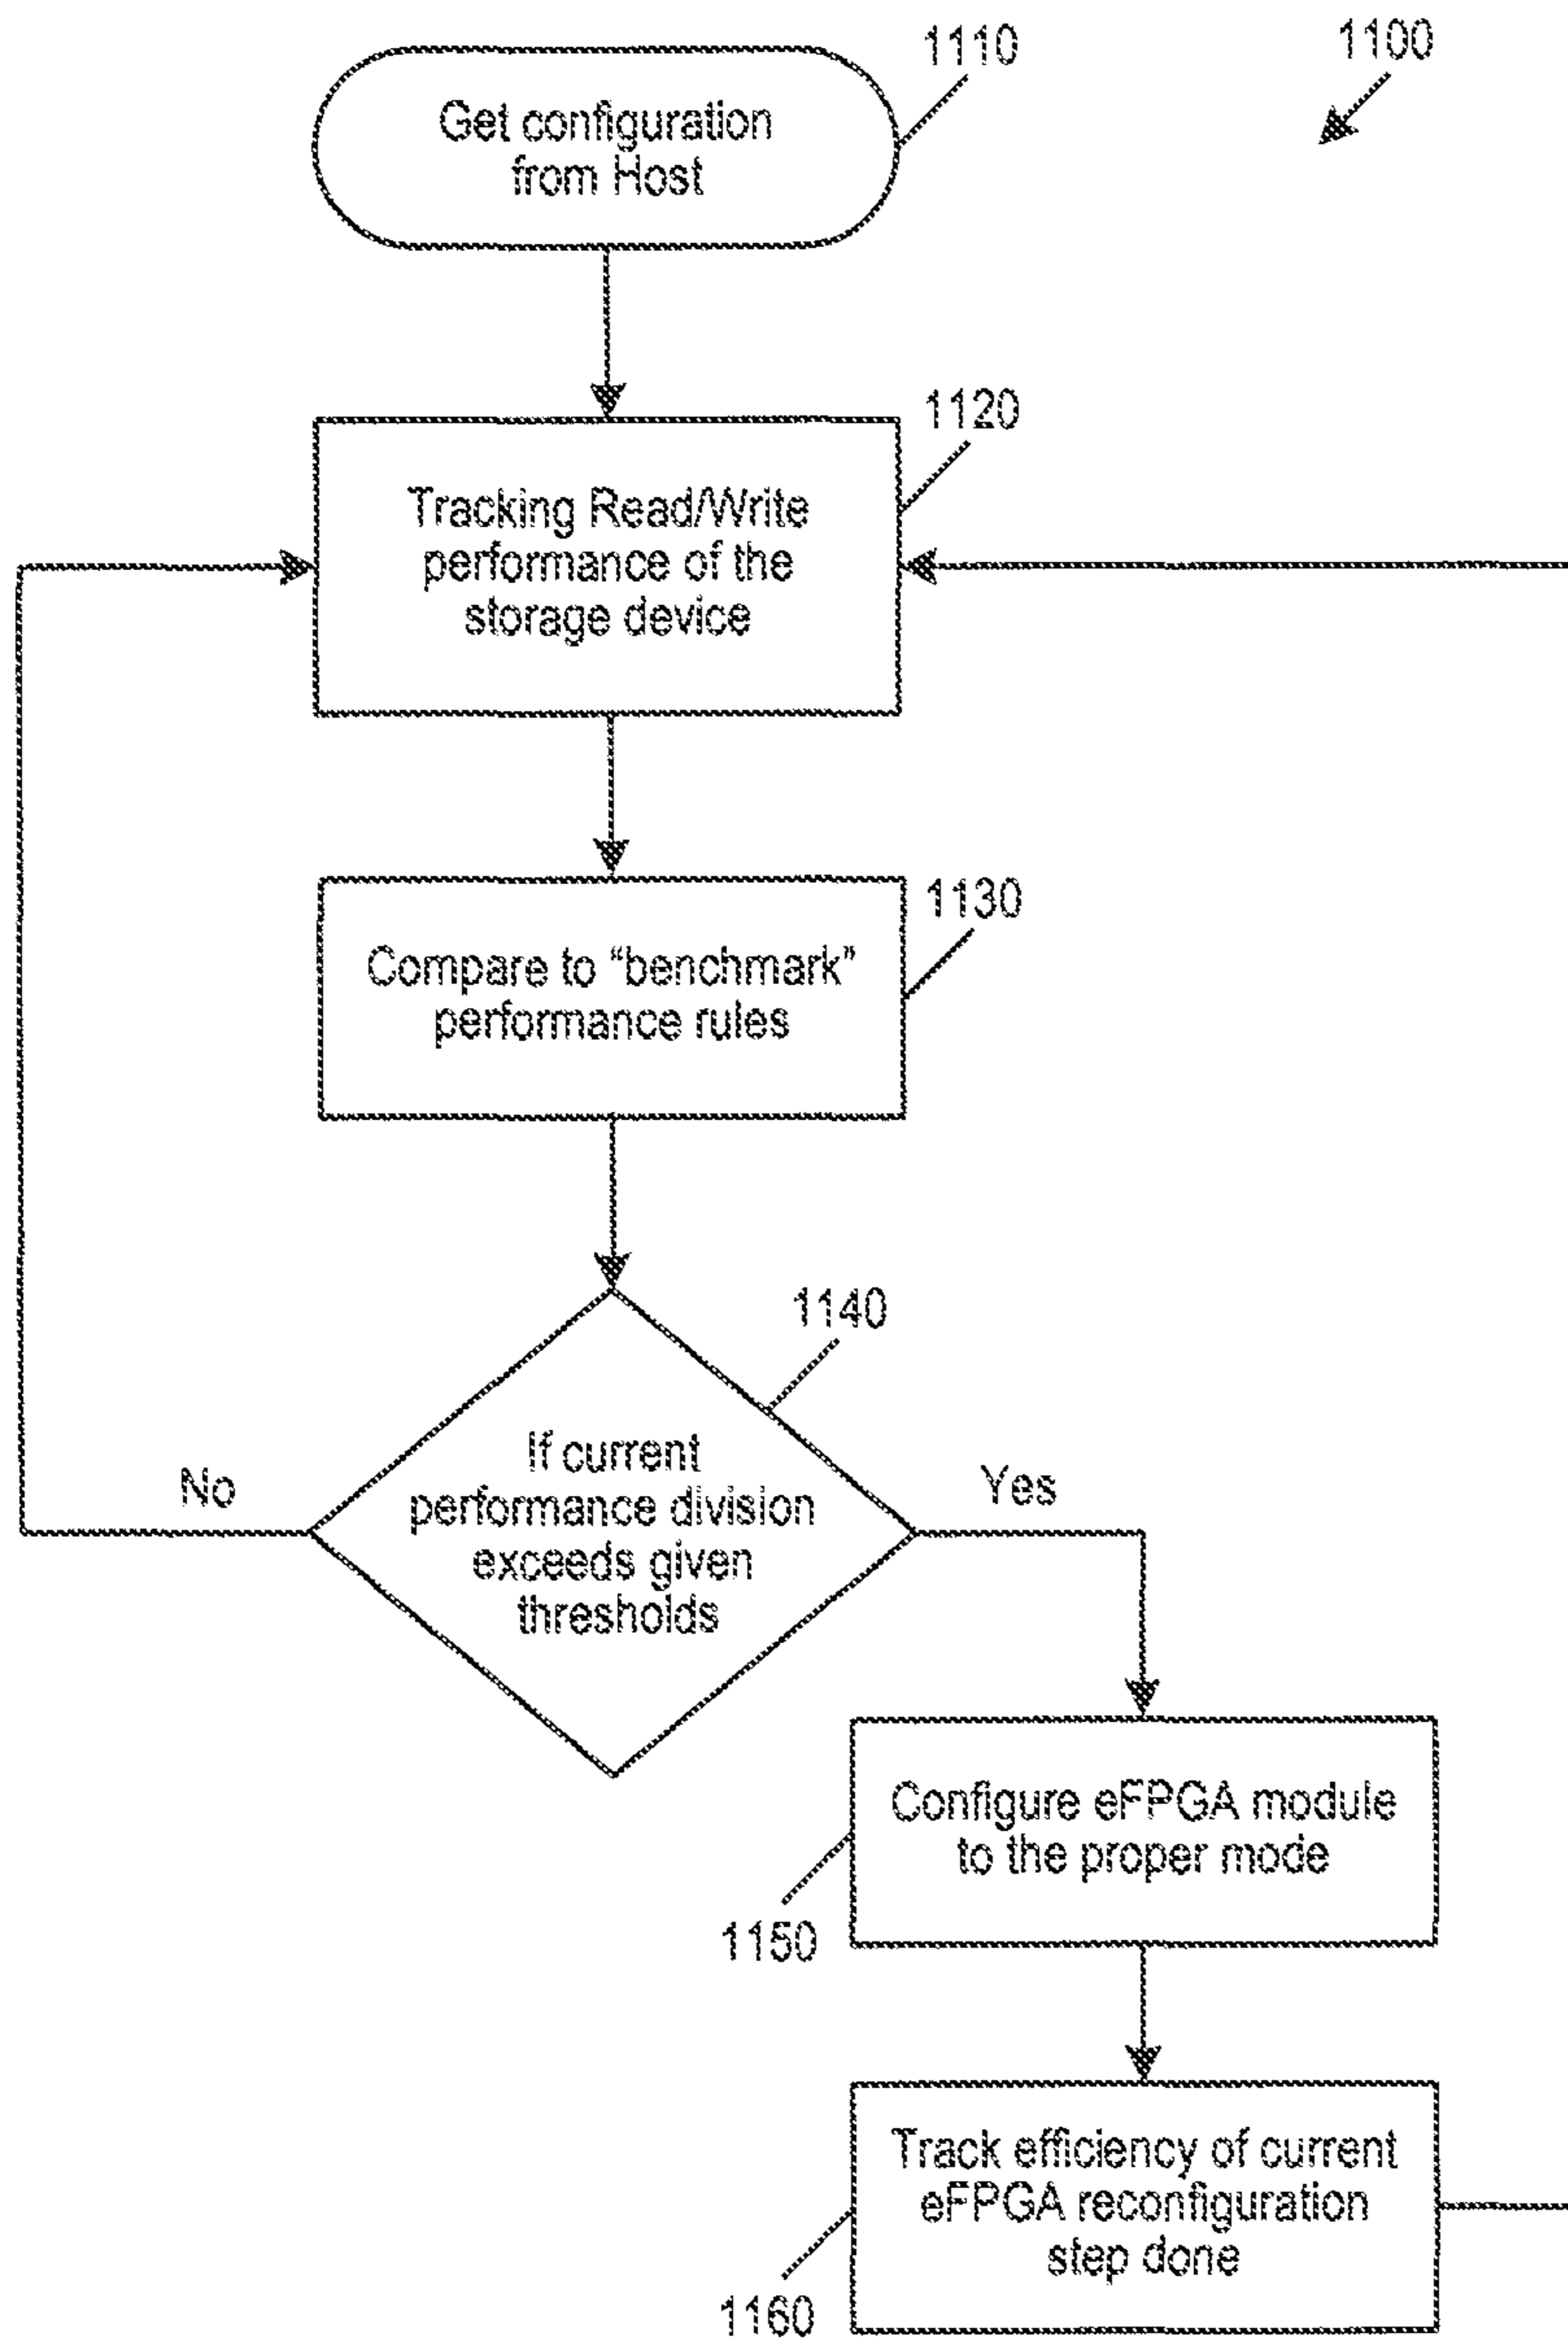 1110
1100
Get configuration
from Host
1120
Tracking Read/Write
performance of the
storage device
1130
Compare to “benchmark”
performance rules
1140
If current
performance division
exceeds given
thresholds
No
Yes
Configure eFPGA module
to the proper mode
1150
Track efficiency of current
eFPGA reconfiguration
step done
1160